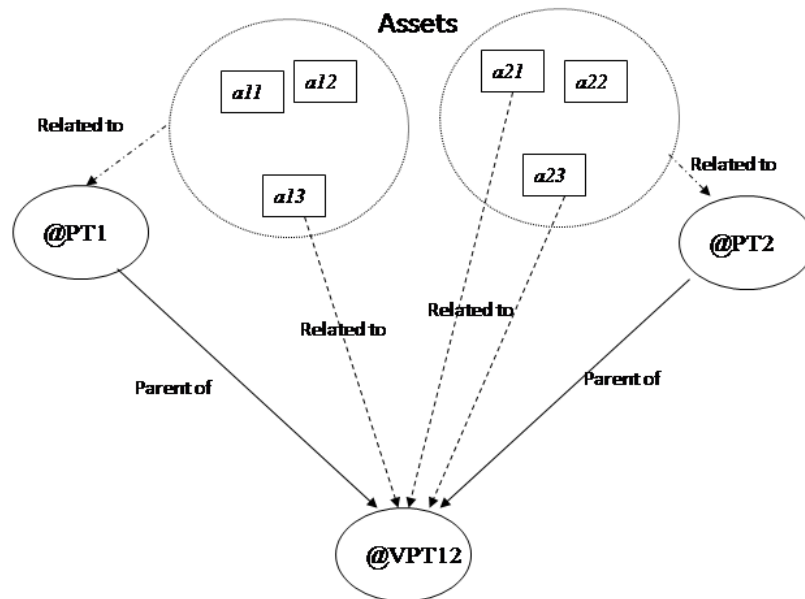 Assets
a11
a12
a21
a22
Related to
a13
a23
Related to
@PT1
@PT2
Related to
Related to
Parent of
Parent of
@VPT12